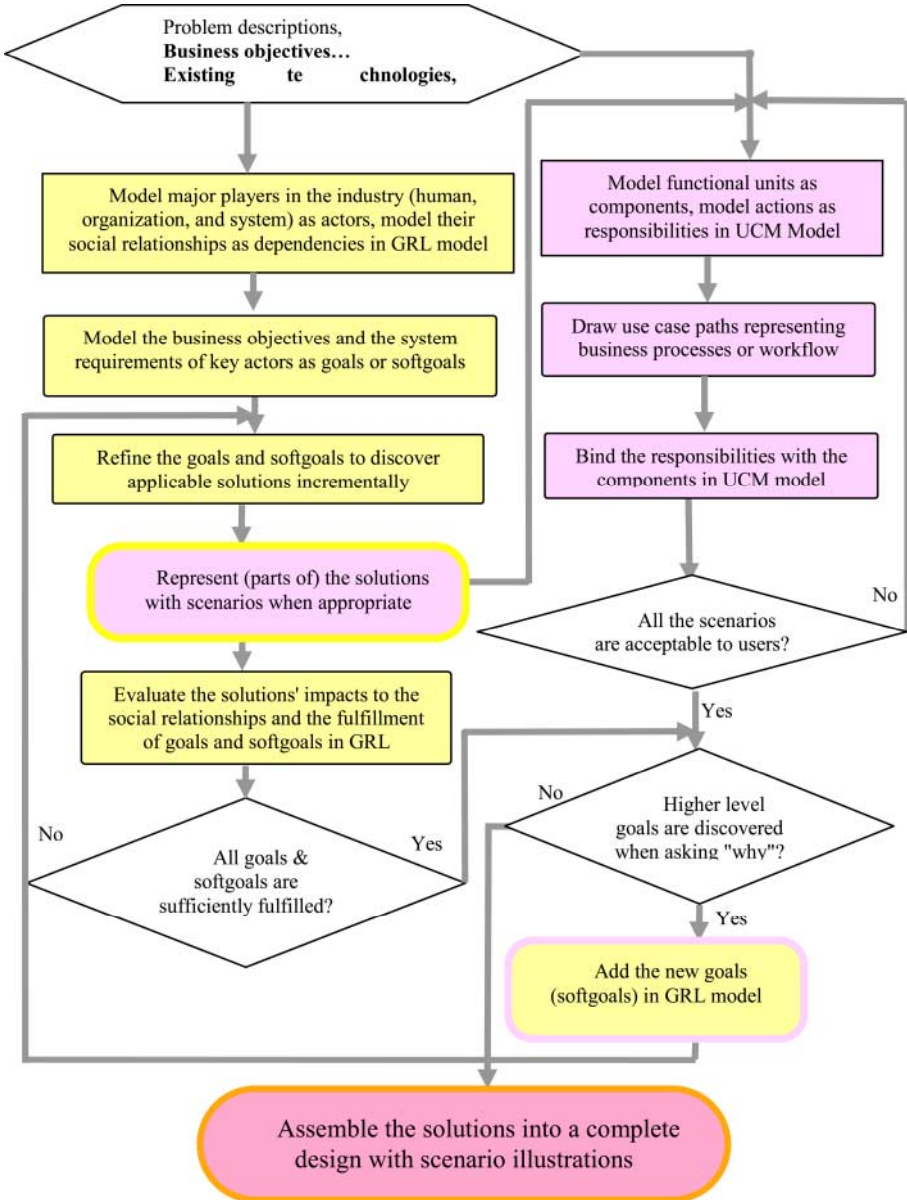 Problem descriptions,
Business objectives…
Existing te chnologies,
Model major players in the industry (human,
organization, and system) as actors, model their
social relationships as dependencies in GRL model
Model the business objectives and the system
requirements of key actors as goals or softgoals
Refine the goals and softgoals to discover
applicable solutions incrementally
Represent (parts of) the solutions
with scenarios when appropriate
Evaluate the solutions' impacts to the
social relationships and the fulfillment
of goals and softgoals in GRL
No
Yes
All goals &
softgoals are
sufficiently fulfilled?
Model functional units as
components, model actions as
responsibilities in UCM Model
Draw use case paths representing
business processes or workflow
Bind the responsibilities with the
components in UCM model
No
All the scenarios
are acceptable to users?
Yes
No
Higher level
goals are discovered
when asking "why"?
Yes
Add the new goals
(softgoals) in GRL model
Assemble the solutions into a complete
design with scenario illustrations